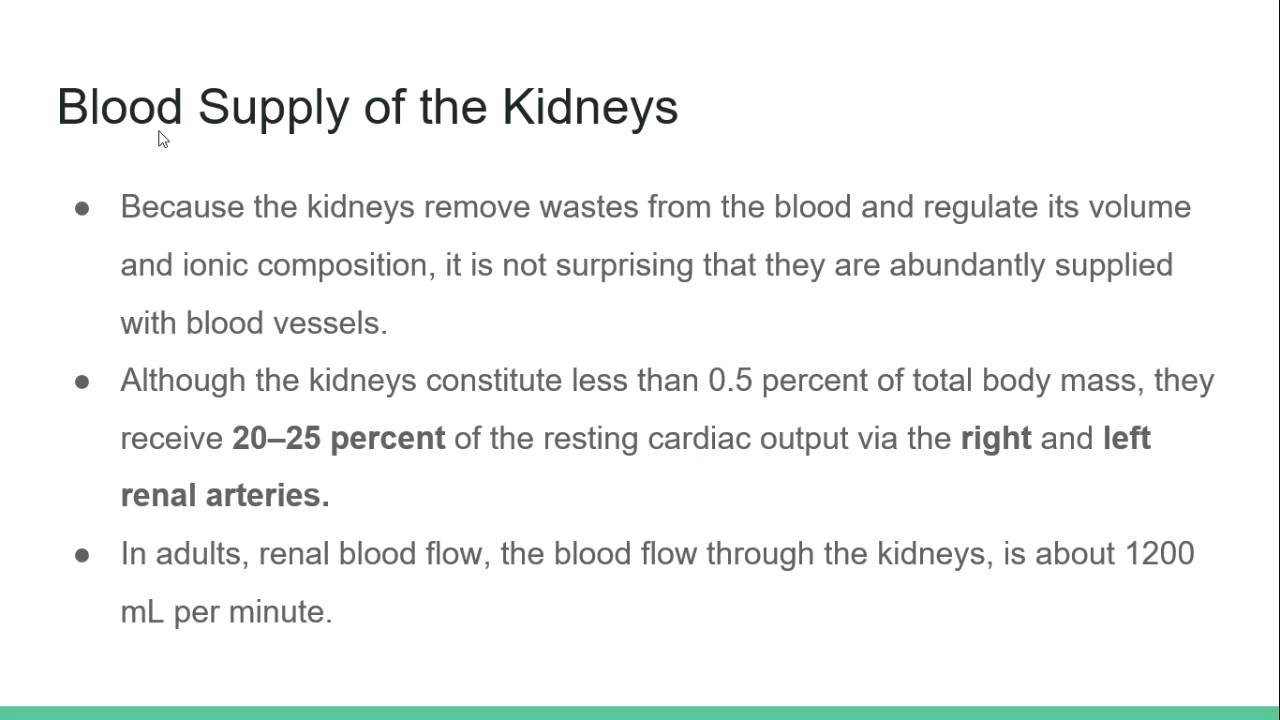 Blood Supply of the Kidneys
● Because the kidneys remove wastes from the blood and regulate its volume
and ionic composition, it is not surprising that they are abundantly supplied
with blood vessels.
● Although the kidneys constitute less than 0.5 percent of total body mass, they
receive 20–25 percent of the resting cardiac output via the right and left
renal arteries.
● In adults, renal blood flow, the blood flow through the kidneys, is about 1200
mL per minute.